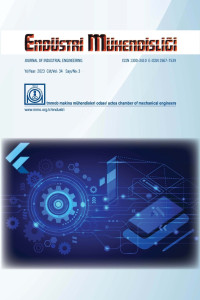 ENDÜSTRİ MÜHENDİSLİĞİ
JOURNAL OF INDUSTRIAL ENGINEERING
Yıl/Year 2023 Cilt/Vol 34 Sayı/No 3
tmmob makina mühendisleri odası uctea chamber of mechanical engineers